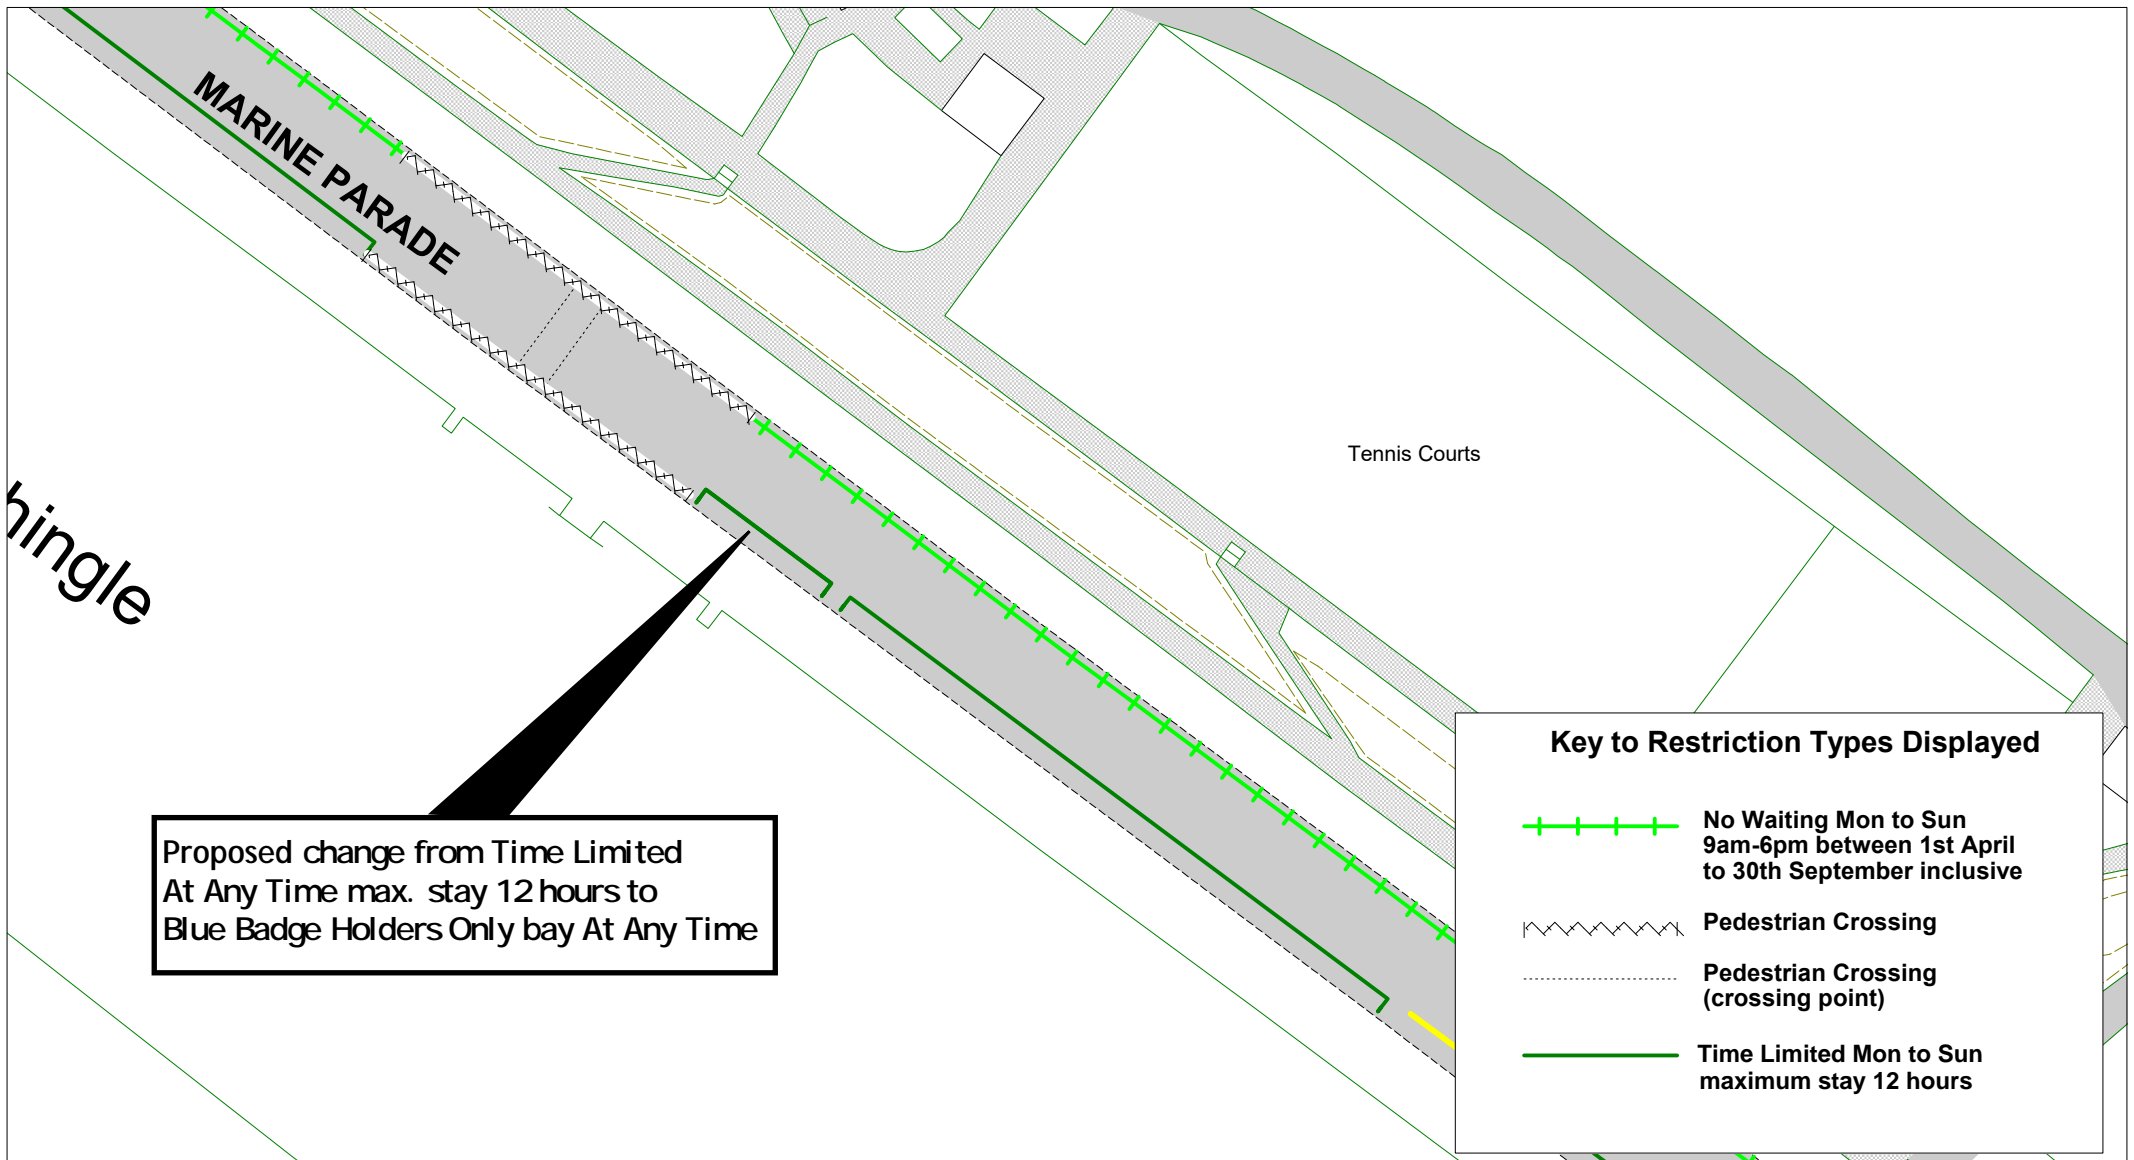 MARINE PARADE
Tennis Courts
hingle
Proposed change from Time Limited
At Any Time max. stay 12 hours to
Blue Badge Holders Only bay At Any Time
Key to Restriction Types Displayed
No Waiting Mon to Sun
9am-6pm between 1st April
to 30th September inclusive
Pedestrian Crossing
Pedestrian Crossing
(crossing point)
Time Limited Mon to Sun
maximum stay 12 hours